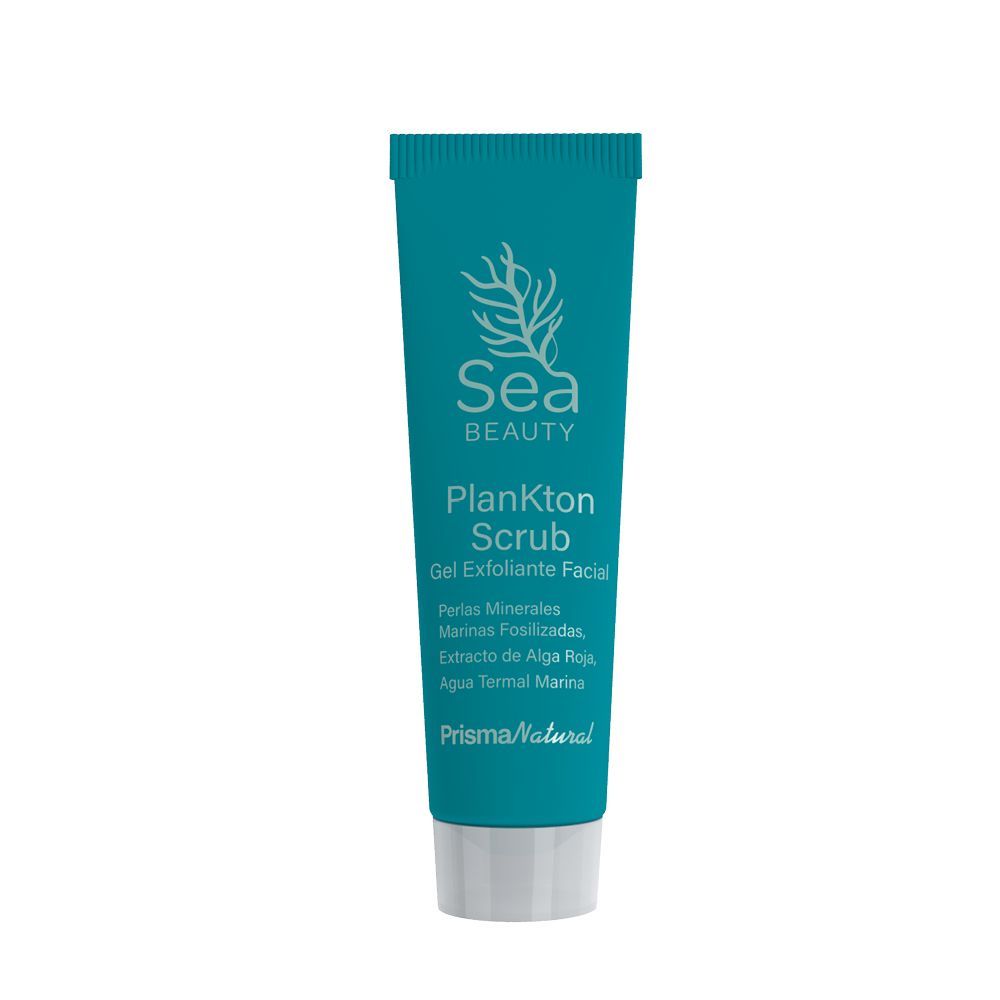 Sea
BEAUTY
PlanKton
Scrub
Gel Exfoliante Facial
Perlas Minerales
Marinas Fosilizadas,
Extracto de Alga Roja,
Agua Termal Marina
PrismaNatural